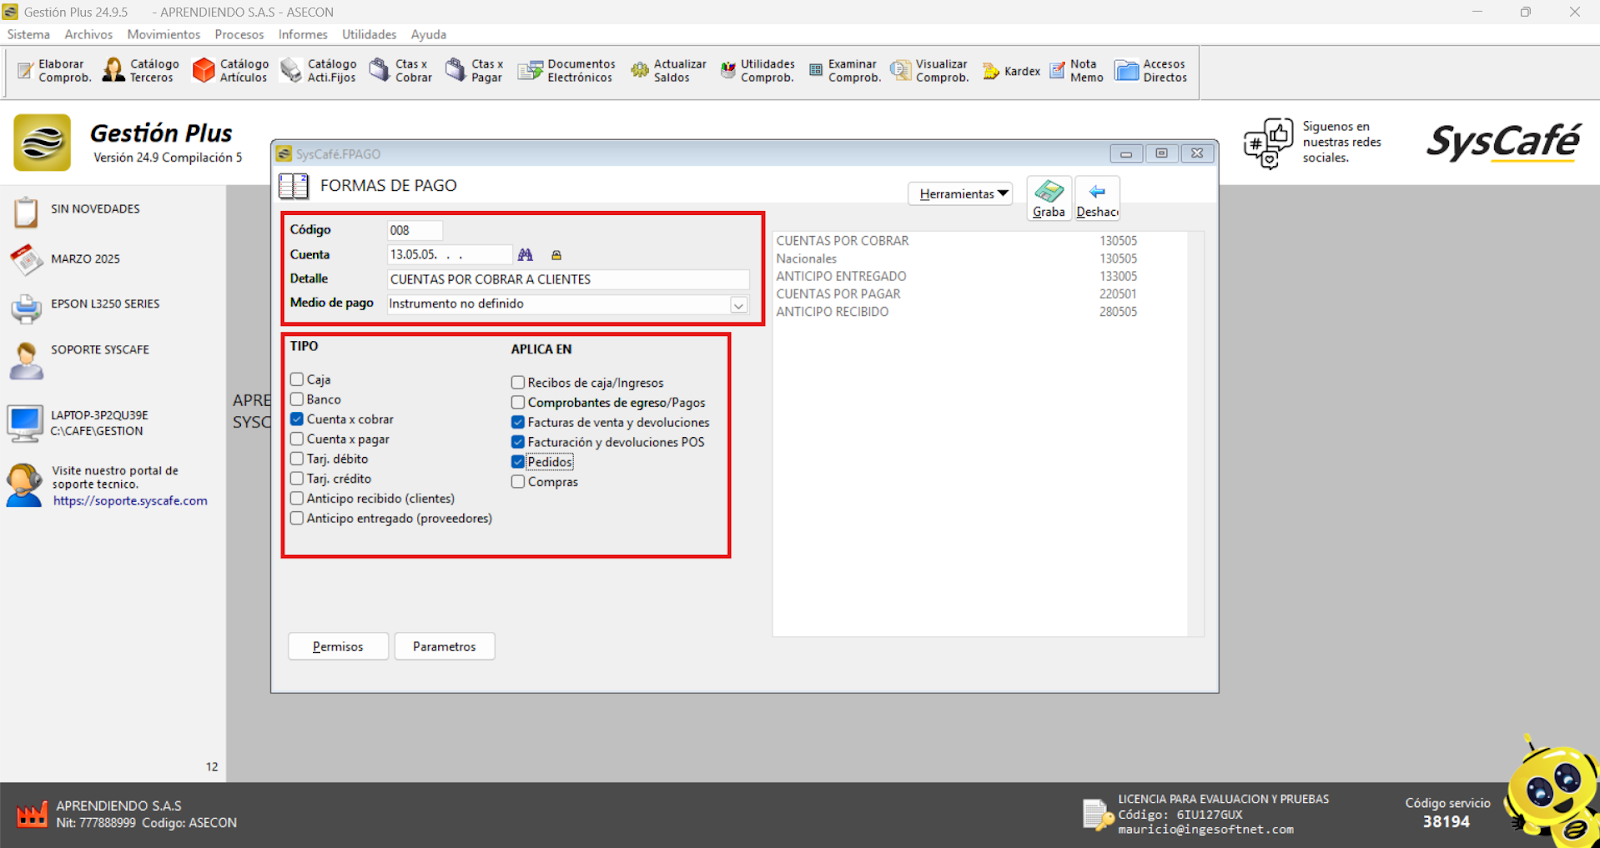 Gestión Plus 24.9.5 - APRENDIENDO S.A.S - ASECON
Sistema Archivos Movimientos Procesos Informes Utilidades Ayuda
Elaborar Comprob.
Catálogo Terceros
Catálogo Artículos
Catálogo Acti.Fijos
Ctas x Cobrar
Ctas x Pagar
Documentos Electrónicos
Actualizar Saldos
Utilidades Comprob.
Examinar Comprob.
Visualizar Comprob.
Kardex
Nota Memo
Accesos Directos
Gestión Plus
Versión 24.9 Compilación 5
Siguenos en
nuestras redes
sociales.
SysCafé
SIN NOVEDADES
MARZO 2025
EPSON L3250 SERIES
SOPORTE SYSCAFE
LAPTOP-3P2QU39E
C:\CAFE\GESTION
Visite nuestro portal de
soporte tecnico.
https://soporte.syscafe.com
12
APRE
SYSC
SysCafé.FPAGO
FORMAS DE PAGO
Herramientas
Graba
Deshac
Código 008
Cuenta 13.05.05. . .
Detalle CUENTAS POR COBRAR A CLIENTES
Medio de pago Instrumento no definido
TIPO
Caja
Banco
Cuenta x cobrar
Cuenta x pagar
Tarj. débito
Tarj. crédito
Anticipo recibido (clientes)
Anticipo entregado (proveedores)
APLICA EN
Recibos de caja/Ingresos
Comprobantes de egreso/Pagos
Facturas de venta y devoluciones
Facturación y devoluciones POS
Pedidos
Compras
CUENTAS POR COBRAR 130505
Nacionales 130505
ANTICIPO ENTREGADO 133005
CUENTAS POR PAGAR 220501
ANTICIPO RECIBIDO 280505
Permisos
Parametros
APRENDIENDO S.A.S
Nit: 777888999 Codigo: ASECON
LICENCIA PARA EVALUACION Y PRUEBAS
Código: 6IU127GUX
mauricio@ingesoftnet.com
Código servicio
38194